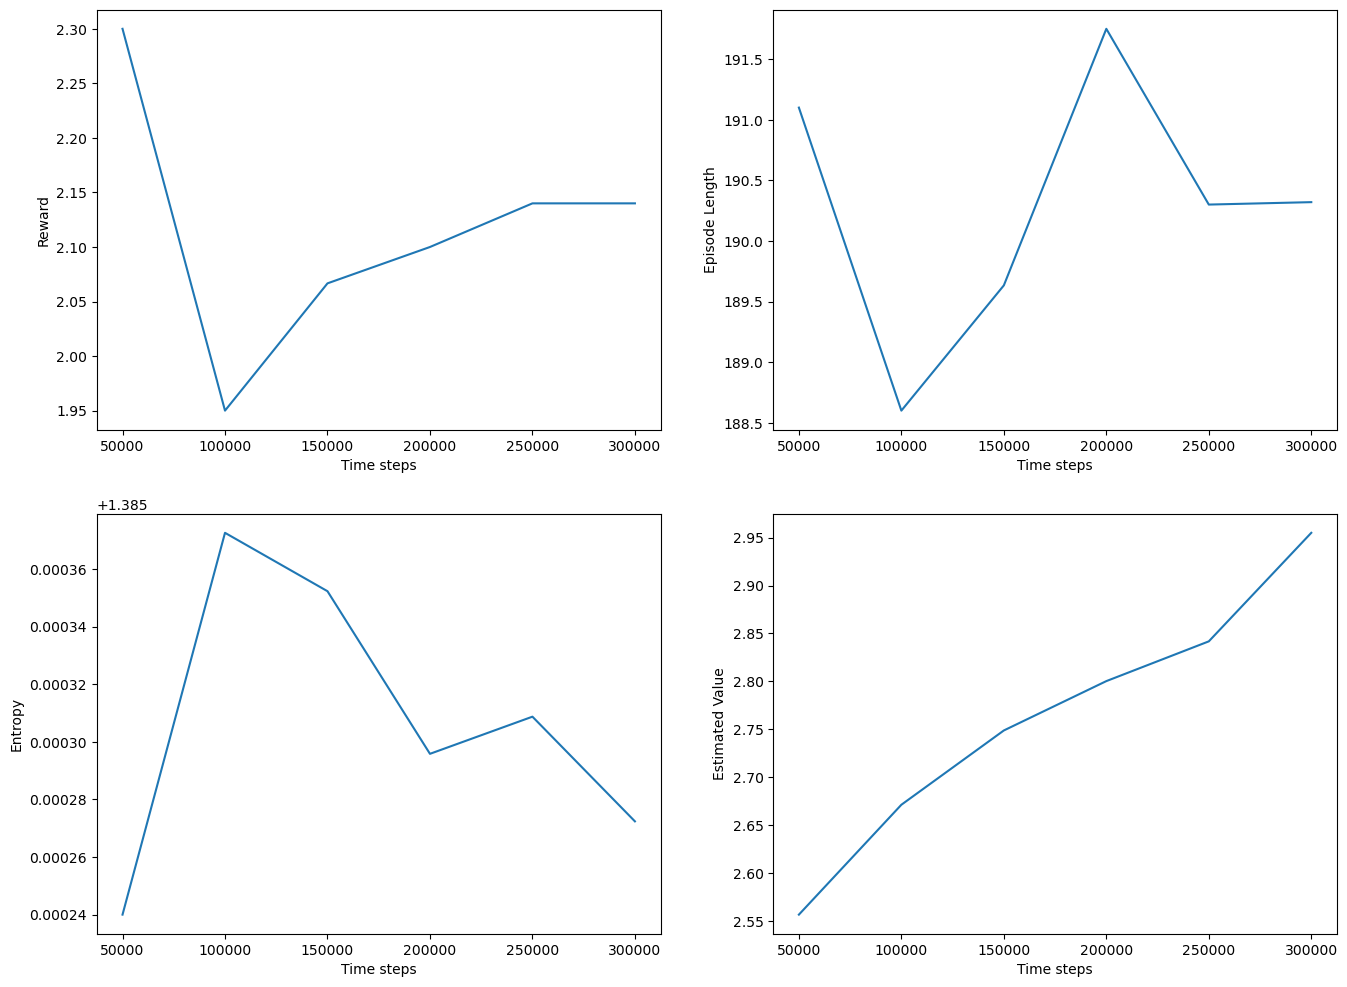 2.30
2.25
2.20
2.15
2.10
2.05
2.00
1.95
Reward
50000 100000 150000 200000 250000 300000
Time steps
191.5
191.0
190.5
190.0
189.5
189.0
188.5
Episode Length
50000 100000 150000 200000 250000 300000
Time steps
+1.385
0.00036
0.00034
0.00032
0.00030
0.00028
0.00026
0.00024
Entropy
50000 100000 150000 200000 250000 300000
Time steps
2.95
2.90
2.85
2.80
2.75
2.70
2.65
2.60
2.55
Estimated Value
50000 100000 150000 200000 250000 300000
Time steps